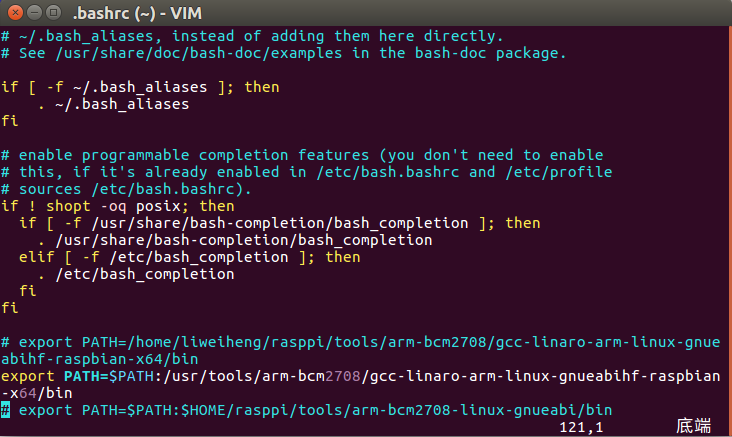 .bashrc (~) - VIM
# ~/.bash_aliases, instead of adding them here directly.
# See /usr/share/doc/bash-doc/examples in the bash-doc package.
if [ -f ~/.bash_aliases ]; then
    . ~/.bash_aliases
fi
# enable programmable completion features (you don't need to enable
# this, if it's already enabled in /etc/bash.bashrc and /etc/profile
# sources /etc/bash.bashrc).
if ! shopt -oq posix; then
  if [ -f /usr/share/bash-completion/bash_completion ]; then
    . /usr/share/bash-completion/bash_completion
  elif [ -f /etc/bash_completion ]; then
    . /etc/bash_completion
  fi
fi
# export PATH=/home/liweiheng/rasppi/tools/arm-bcm2708/gcc-linaro-arm-linux-gnue
abihf-raspbian-x64/bin
export PATH=$PATH:/usr/tools/arm-bcm2708/gcc-linaro-arm-linux-gnueabihf-raspbian
-x64/bin
# export PATH=$PATH:$HOME/rasppi/tools/arm-bcm2708-linux-gnueabi/bin
121,1 底端